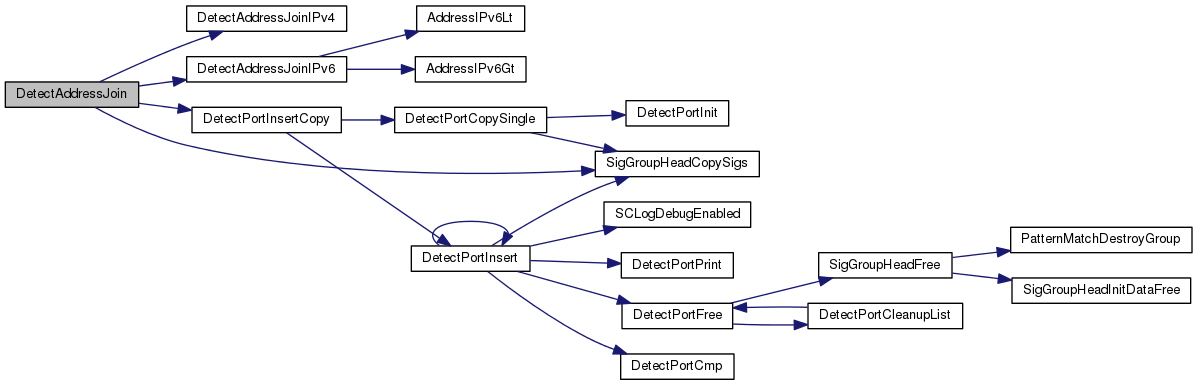 DetectAddressJoin
DetectAddressJoinIPv4
DetectAddressJoinIPv6
AddressIPv6Lt
AddressIPv6Gt
DetectPortInsertCopy
DetectPortCopySingle
DetectPortInit
SigGroupHeadCopySigs
DetectPortInsert
SCLogDebugEnabled
DetectPortPrint
DetectPortFree
DetectPortCmp
SigGroupHeadFree
DetectPortCleanupList
PatternMatchDestroyGroup
SigGroupHeadInitDataFree